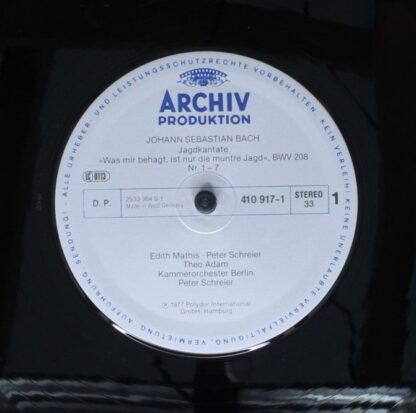 ALLE URHEBER- UND LEISTUNGSSCHUTZRECHTE VORBEHALTEN · KEIN VERLEIH! KEINE UNERLAUBTE VERVIELFÄLTIGUNG, VERMIETUNG, AUFFÜHRUNG, SENDUNG! ·
ARCHIV
PRODUKTION
JOHANN SEBASTIAN BACH
Jagdkantate
»Was mir behagt, ist nur die muntre Jagd«, BWV 208
Nr. 1–7
LC 0113
D. P.
2533 364 S 1
Made in West Germany
410 917-1
STEREO
33
1
Edith Mathis · Peter Schreier
Theo Adam
Kammerorchester Berlin
Peter Schreier
Ⓟ 1977 Polydor International
GmbH, Hamburg